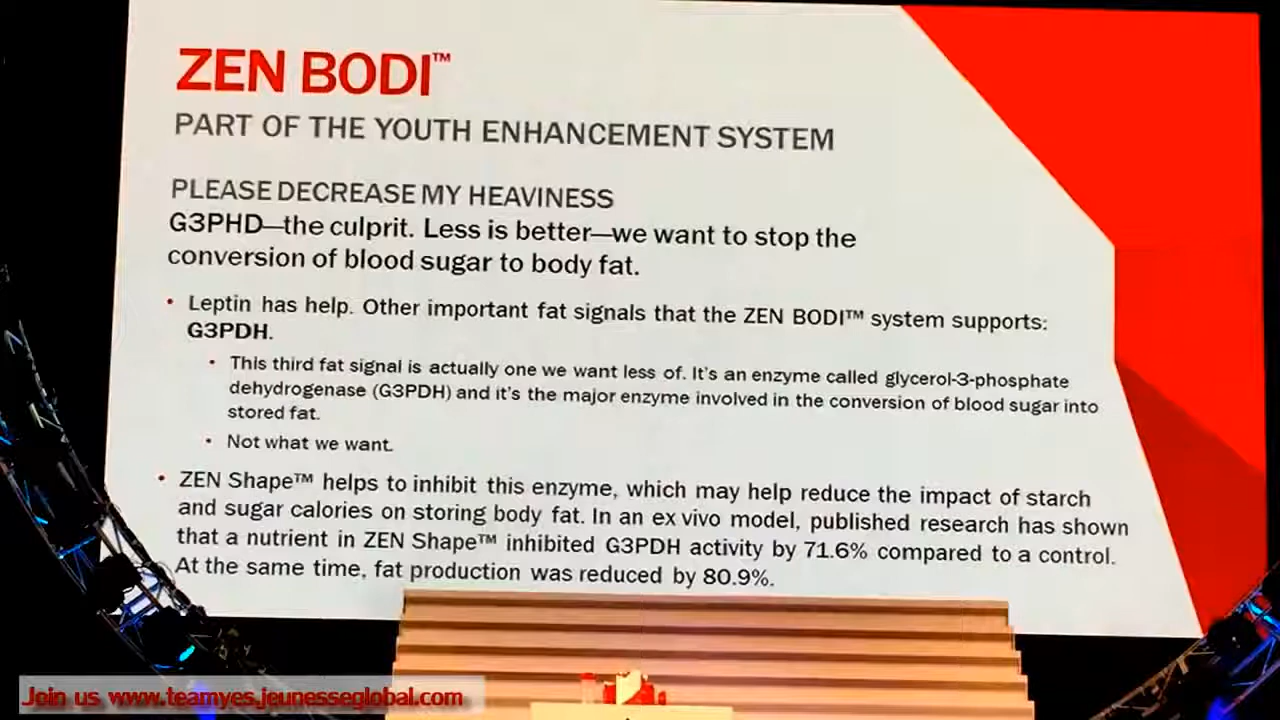 ZEN BODI™
PART OF THE YOUTH ENHANCEMENT SYSTEM
PLEASE DECREASE MY HEAVINESS
G3PHD—the culprit. Less is better—we want to stop the
conversion of blood sugar to body fat.
• Leptin has help. Other important fat signals that the ZEN BODI™ system supports:
G3PDH.
• This third fat signal is actually one we want less of. It's an enzyme called glycerol-3-phosphate
dehydrogenase (G3PDH) and it's the major enzyme involved in the conversion of blood sugar into
stored fat.
• Not what we want.
• ZEN Shape™ helps to inhibit this enzyme, which may help reduce the impact of starch
and sugar calories on storing body fat. In an ex vivo model, published research has shown
that a nutrient in ZEN Shape™ inhibited G3PDH activity by 71.6% compared to a control.
At the same time, fat production was reduced by 80.9%.
Join us www.teamyes.jeunesseglobal.com